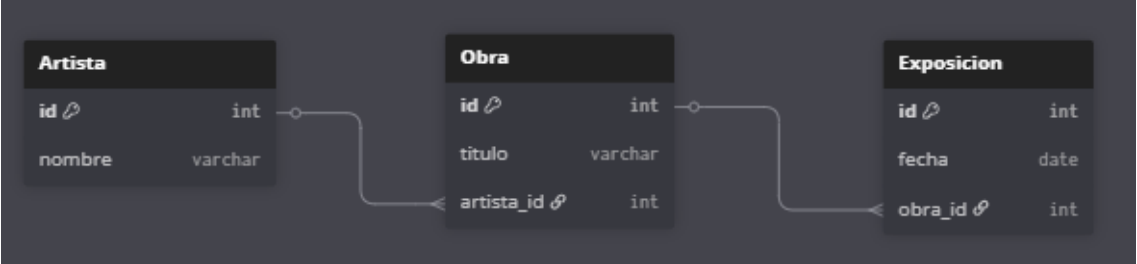 Artista
id int
nombre varchar
Obra
id int
titulo varchar
artista_id int
Exposicion
id int
fecha date
obra_id int